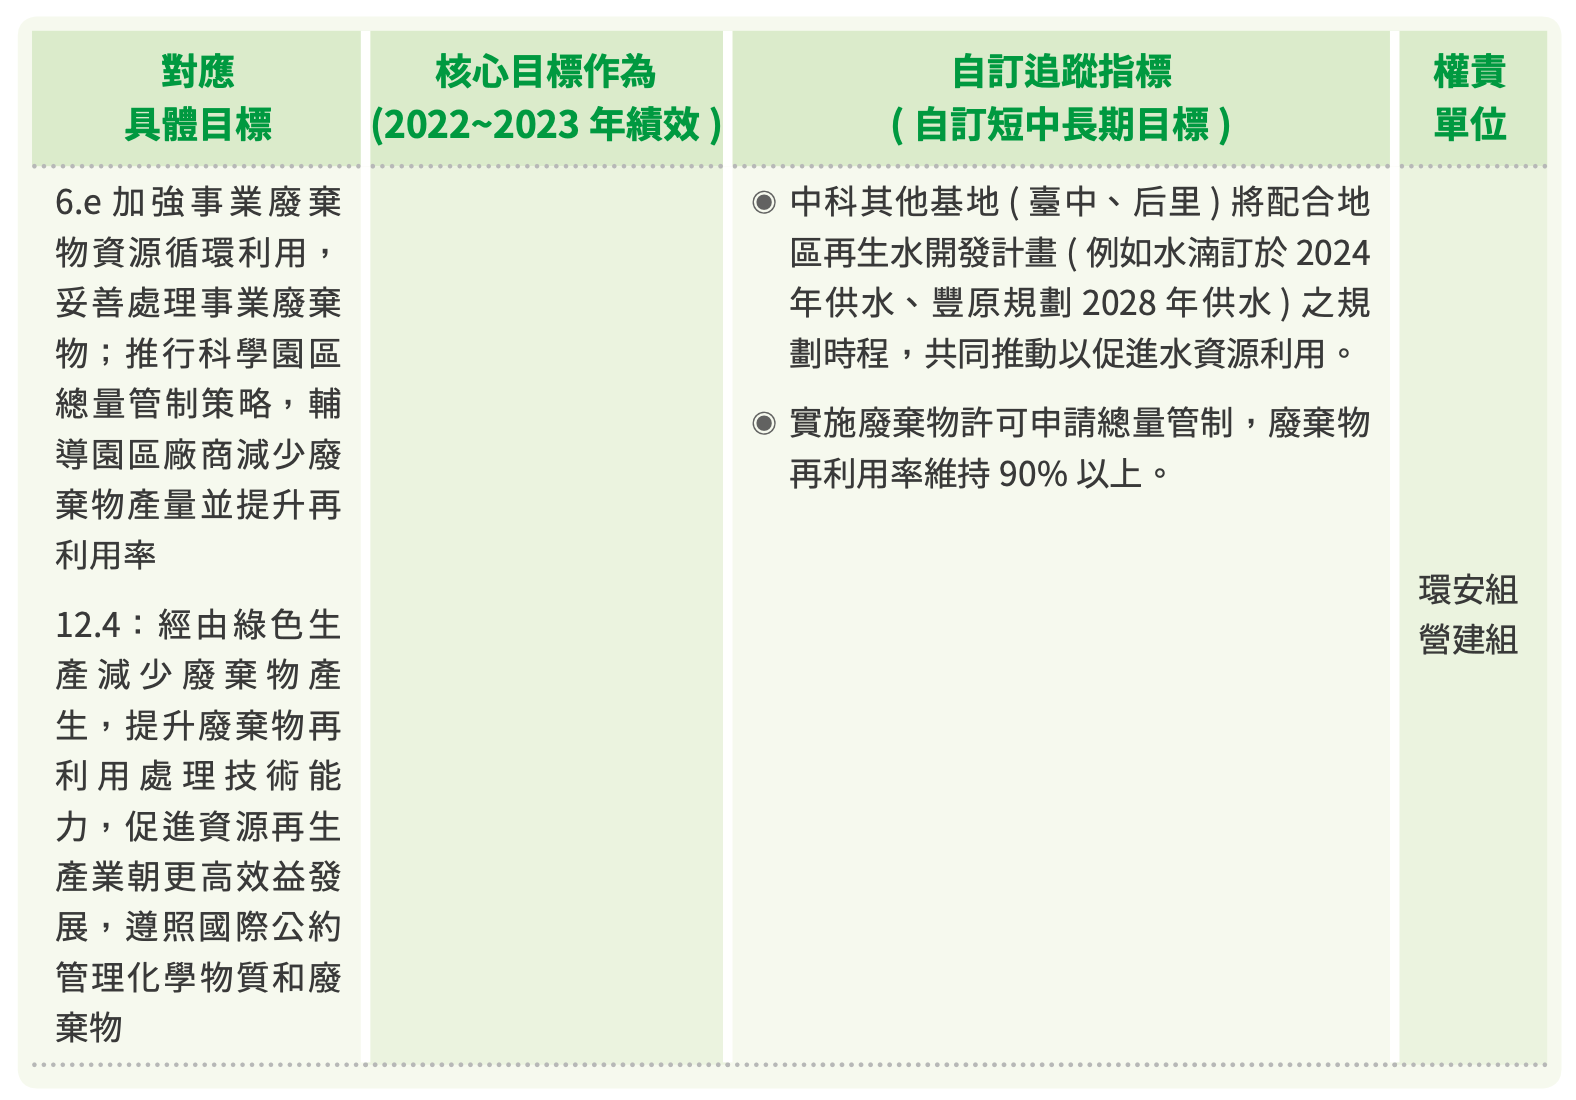 對應
具體目標
核心目標作為
(2022~2023 年績效 )
自訂追蹤指標
( 自訂短中長期目標 )
權責
單位
6.e 加強事業廢棄
物資源循環利用，
妥善處理事業廢棄
物；推行科學園區
總量管制策略，輔
導園區廠商減少廢
棄物產量並提升再
利用率
12.4：經由綠色生
產減少廢棄物產
生，提升廢棄物再
利用處理技術能
力，促進資源再生
產業朝更高效益發
展，遵照國際公約
管理化學物質和廢
棄物
◉ 中科其他基地 ( 臺中、后里 ) 將配合地
區再生水開發計畫 ( 例如水湳訂於 2024
年供水、豐原規劃 2028 年供水 ) 之規
劃時程，共同推動以促進水資源利用。
◉ 實施廢棄物許可申請總量管制，廢棄物
再利用率維持 90% 以上。
環安組
營建組